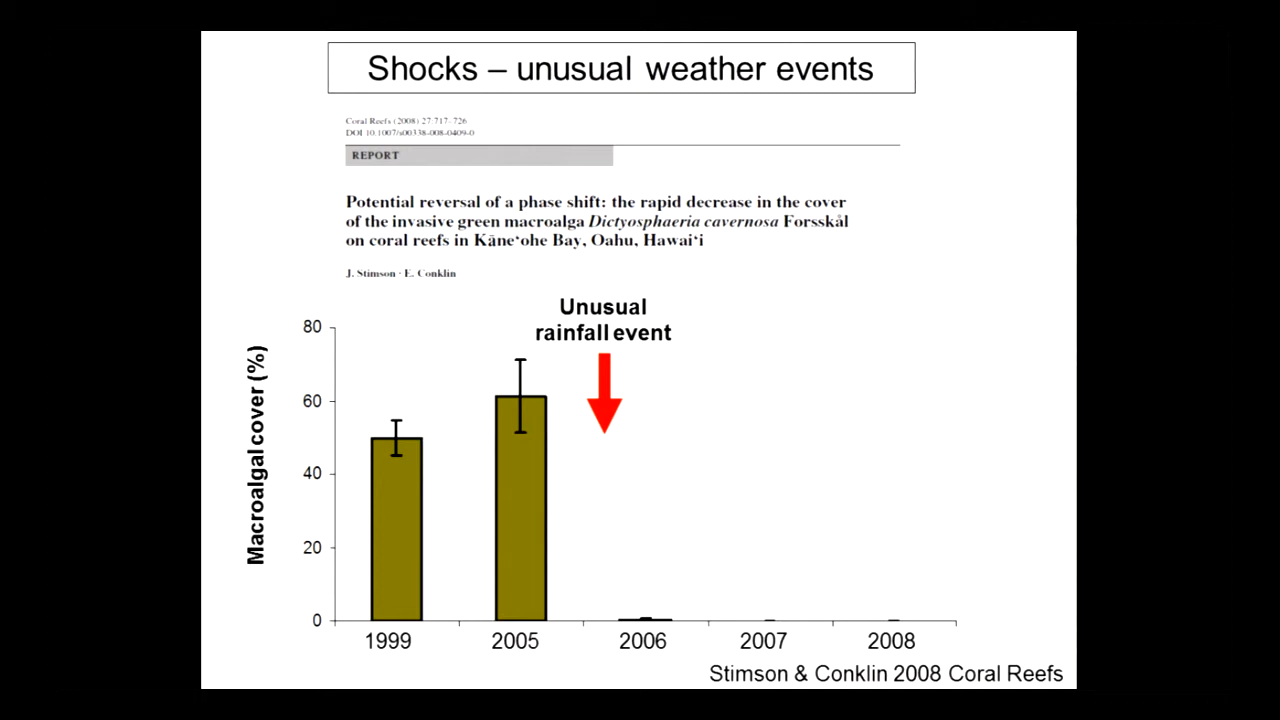 Shocks – unusual weather events
Coral Reefs (2008) 27:717–726
DOI 10.1007/s00338-008-0409-0
REPORT
Potential reversal of a phase shift: the rapid decrease in the cover
of the invasive green macroalga Dictyosphaeria cavernosa Forsskål
on coral reefs in Kāne‘ohe Bay, Oahu, Hawai‘i
J. Stimson · E. Conklin
Unusual
rainfall event
Macroalgal cover (%)
80
60
40
20
0
1999 2005 2006 2007 2008
Stimson & Conklin 2008 Coral Reefs